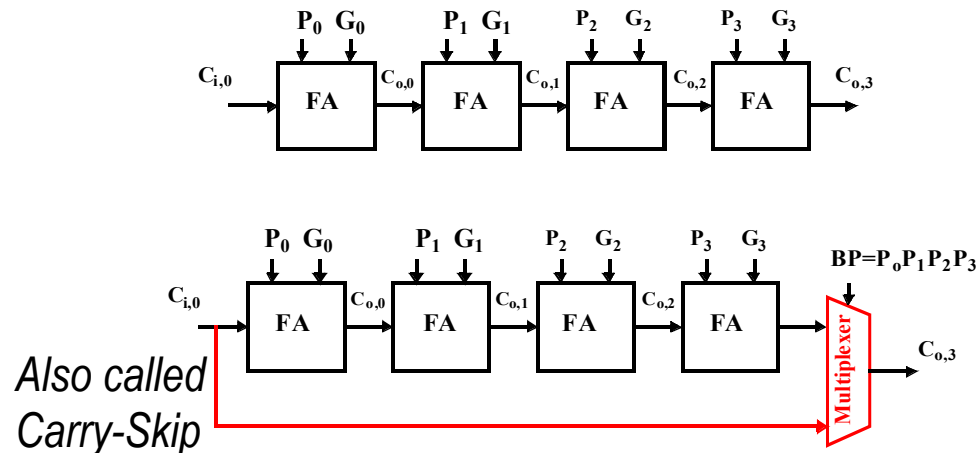 P0 G0 P1 G1 P2 G2 P3 G3
Ci,0 FA Co,0 FA Co,1 FA Co,2 FA Co,3
P0 G0 P1 G1 P2 G2 P3 G3
BP=PoP1P2P3
Ci,0 FA Co,0 FA Co,1 FA Co,2 FA Multiplexer Co,3
Also called
Carry-Skip